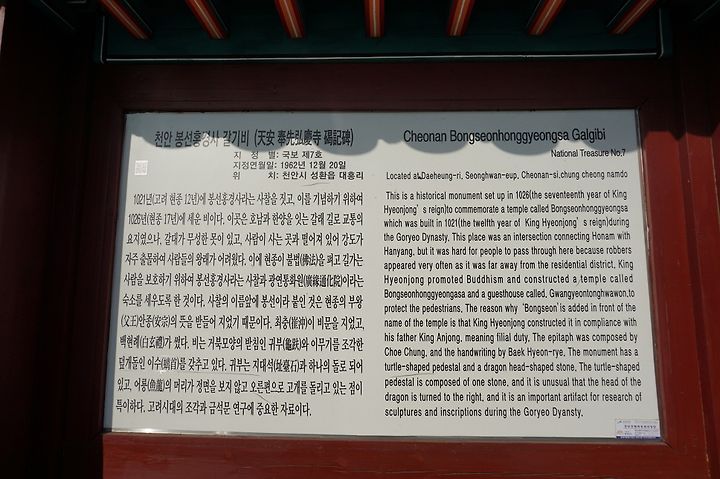 천안 봉선홍경사 갈기비 (天安 奉先弘慶寺 碣記碑)
지 정 별: 국보 제7호
지정연월일 : 1962년 12월 20일
위 치: 천안시 성환읍 대홍리
1021년(고려 현종 12년)에 봉선홍경사라는 사찰을 짓고, 이를 기념하기 위하여
1026년(현종 17년)에 세운 비이다. 이곳은 호남과 한양을 잇는 갈래 길로 교통의
요지였으나, 갈대가 무성한 못이 있고, 사람이 사는 곳과 떨어져 있어 강도가
자주 출몰하여 사람들의 왕래가 어려웠다. 이에 현종이 불법(佛法)을 펴고 길가는
사람을 보호하기 위하여 봉선홍경사라는 사찰과 광연통화원(廣緣通化院)이라는
숙소를 세우도록 한 것이다. 사찰의 이름앞에 봉선이라 붙인 것은 현종의 부왕
(父王)안종(安宗)의 뜻을 받들어 지었기 때문이다. 최충(崔沖)이 비문을 지었고,
백현례(白玄禮)가 썼다. 비는 거북모양의 받침인 귀부(龜趺)와 이무기를 조각한
덮개돌인 이수(螭首)를 갖추고 있다. 귀부는 지대석(址臺石)과 하나의 돌로 되어
있고, 어룡(魚龍)의 머리가 정면을 보지 않고 오른편으로 고개를 돌리고 있는 점이
특이하다. 고려시대의 조각과 금석문 연구에 중요한 자료이다.
Cheonan Bongseonhonggyeongsa Galgibi
National Treasure No.7
Located at Daeheung-ri, Seonghwan-eup, Cheonan-si,chung cheong namdo
This is a historical monument set up in 1026(the seventeenth year of King
Hyeonjong's reign)to commemorate a temple called Bongseonhonggyeongsa
which was built in 1021(the twelfth year of King Hyeonjong's reign)during
the Goryeo Dynasty. This place was an intersection connecting Honam with
Hanyang, but it was hard for people to pass through here because robbers
appeared very often as it was far away from the residential district. King
Hyeonjong promoted Buddhism and constructed a temple called
Bongseonhonggyeongasa and a guesthouse called, Gwangyeontonghwawon,to
protect the pedestrians, The reason why 'Bongseon'is added in front of the
name of the temple is that King Hyeonjong constructed it in compliance with
his father King Anjong, meaning filial duty, The epitaph was composed by
Choe Chung, and the handwriting by Baek Hyeon-rye, The monument has a
turtle-shaped pedestal and a dragon head-shaped stone, The turtle-shaped
pedestal is composed of one stone, and it is unusual that the head of the
dragon is turned to the right, and it is an important artifact for research of
sculptures and inscriptions during the Goryeo Dyansty.